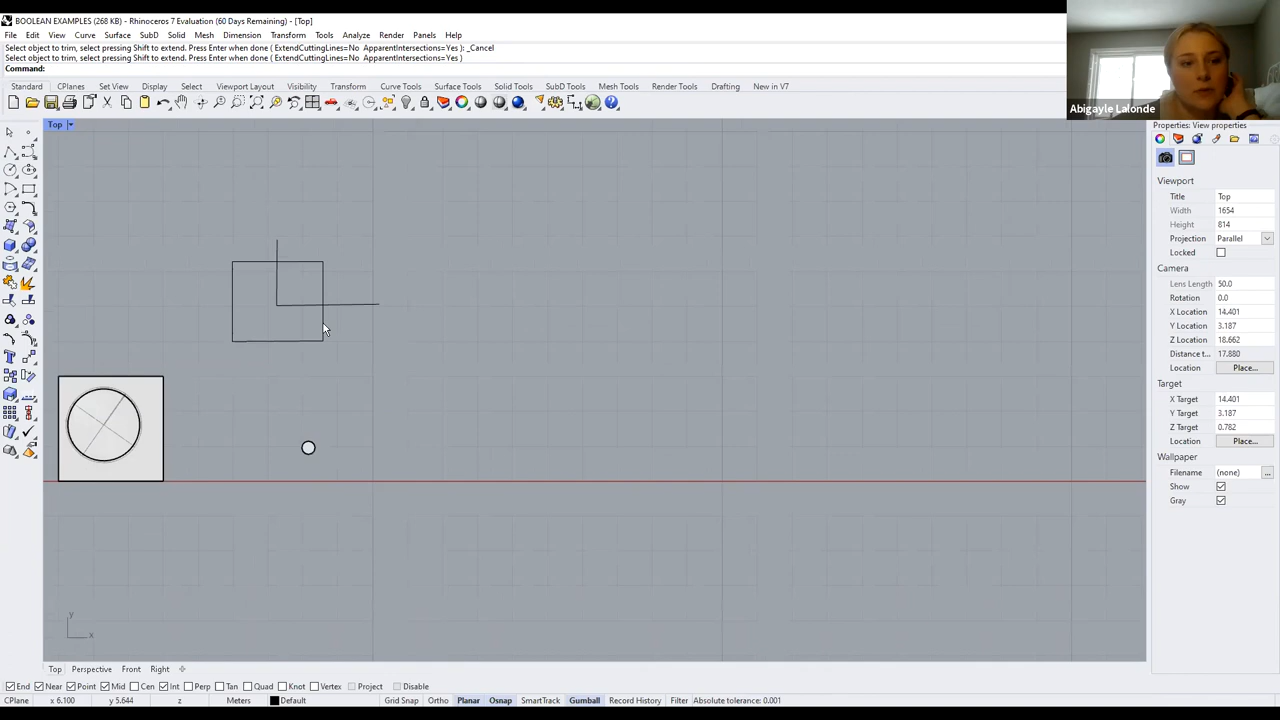 BOOLEAN EXAMPLES (268 KB) - Rhinoceros 7 Evaluation (60 Days Remaining) - [Top]
File Edit View Curve Surface SubD Solid Mesh Dimension Transform Tools Analyze Render Panels Help
Select object to trim, select pressing Shift to extend. Press Enter when done ( ExtendCuttingLines=No ApparentIntersections=Yes ): _Cancel
Select object to trim, select pressing Shift to extend. Press Enter when done ( ExtendCuttingLines=No ApparentIntersections=Yes )
Command:
Standard CPlanes Set View Display Select Viewport Layout Visibility Transform Curve Tools Surface Tools Solid Tools SubD Tools Mesh Tools Render Tools Drafting New in V7
Abigayle Lalonde
Top
Properties: View properties
Viewport
Title Top
Width 1654
Height 814
Projection Parallel
Locked
Camera
Lens Length 50.0
Rotation 0.0
X Location 14.401
Y Location 3.187
Z Location 18.662
Distance t... 17.880
Location Place...
Target
X Target 14.401
Y Target 3.187
Z Target 0.782
Location Place...
Wallpaper
Filename (none) ...
Show
Gray
y
x
Top Perspective Front Right
End Near Point Mid Cen Int Perp Tan Quad Knot Vertex Project Disable
CPlane x 6.100 y 5.644 z Meters Default Grid Snap Ortho Planar Osnap SmartTrack Gumball Record History Filter Absolute tolerance: 0.001